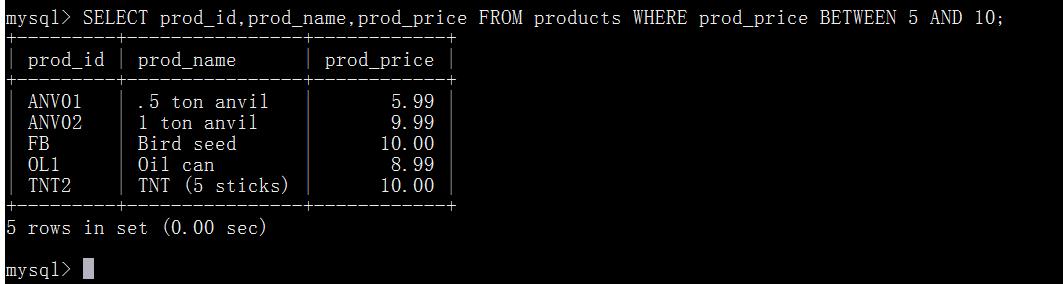 mysql> SELECT prod_id,prod_name,prod_price FROM products WHERE prod_price BETWEEN 5 AND 10;
+---------+----------------+------------+
| prod_id | prod_name      | prod_price |
+---------+----------------+------------+
| ANV01   | .5 ton anvil   |       5.99 |
| ANV02   | 1 ton anvil    |       9.99 |
| FB      | Bird seed      |      10.00 |
| OL1     | Oil can        |       8.99 |
| TNT2    | TNT (5 sticks) |      10.00 |
+---------+----------------+------------+
5 rows in set (0.00 sec)
mysql>